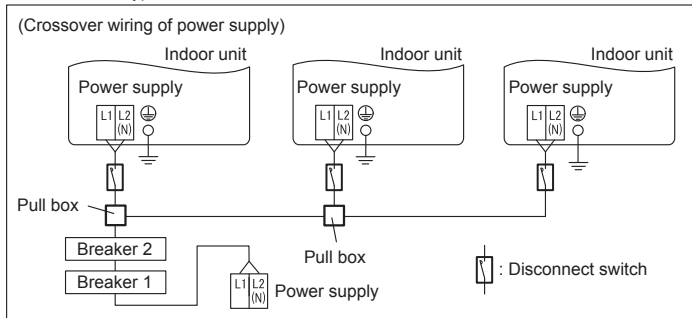 (Crossover wiring of power supply)
Indoor unit
Indoor unit
Indoor unit
Power supply
Power supply
Power supply
L1 L2 (N)
L1 L2 (N)
L1 L2 (N)
Pull box
Breaker 2
Breaker 1
Pull box
L1 L2 (N)
Power supply
: Disconnect switch